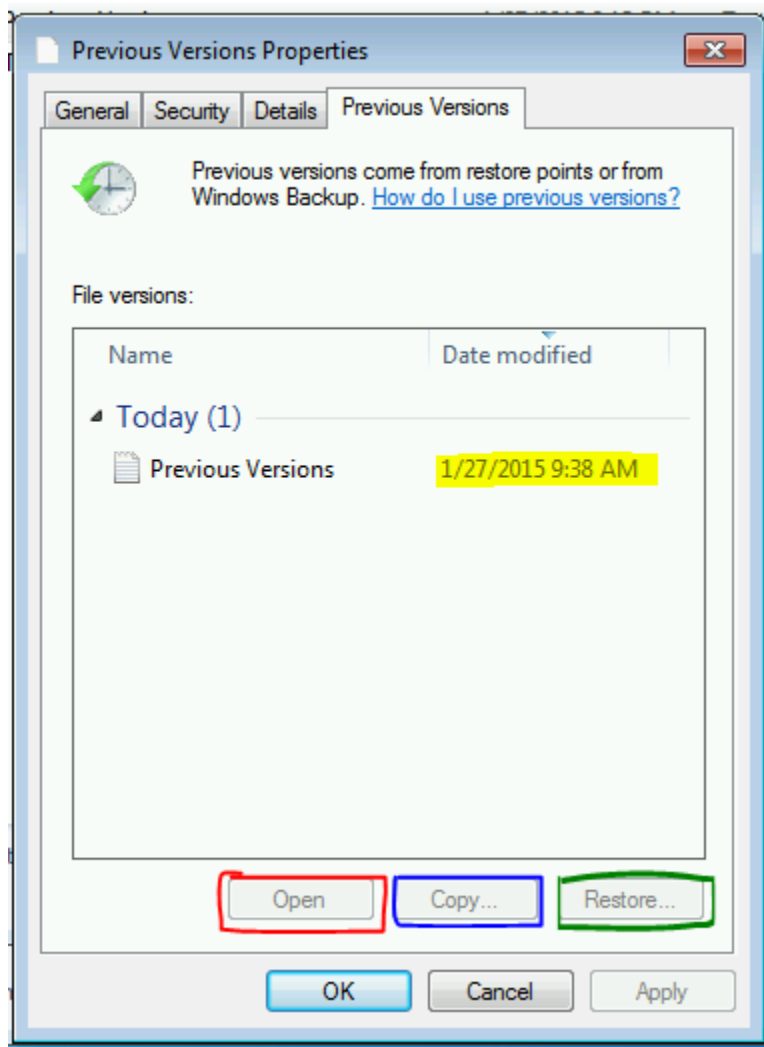 Previous Versions Properties
General Security Details Previous Versions
Previous versions come from restore points or from
Windows Backup. How do I use previous versions?
File versions:
Name Date modified
Today (1)
Previous Versions 1/27/2015 9:38 AM
Open Copy... Restore...
OK Cancel Apply